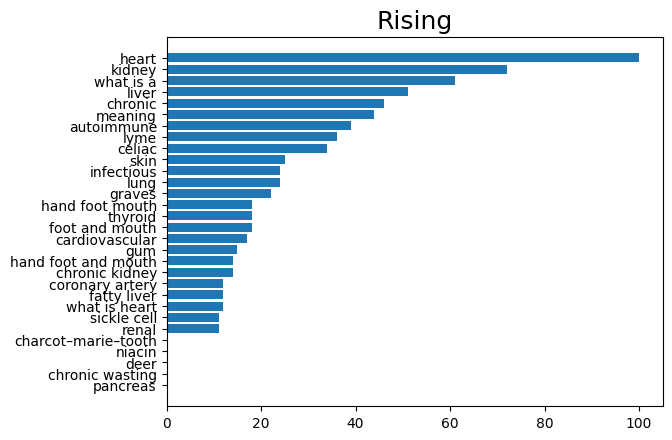 Rising
heart
kidney
what is a
liver
chronic
meaning
autoimmune
lyme
celiac
skin
infectious
lung
graves
hand foot mouth
thyroid
foot and mouth
cardiovascular
gum
hand foot and mouth
chronic kidney
coronary artery
fatty liver
what is heart
sickle cell
renal
charcot–marie–tooth
niacin
deer
chronic wasting
pancreas
0 20 40 60 80 100